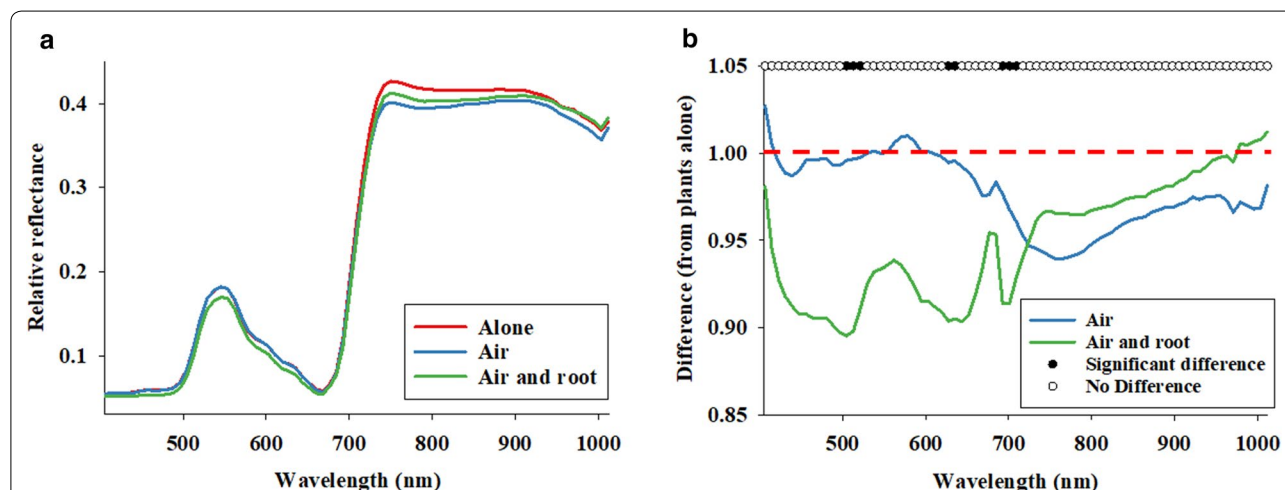 a
Relative reflectance
0.4
0.3
0.2
0.1
500 600 700 800 900 1000
Wavelength (nm)
Alone
Air
Air and root
b
Difference (from plants alone)
1.05
1.00
0.95
0.90
0.85
500 600 700 800 900 1000
Wavelength (nm)
Air
Air and root
Significant difference
No Difference